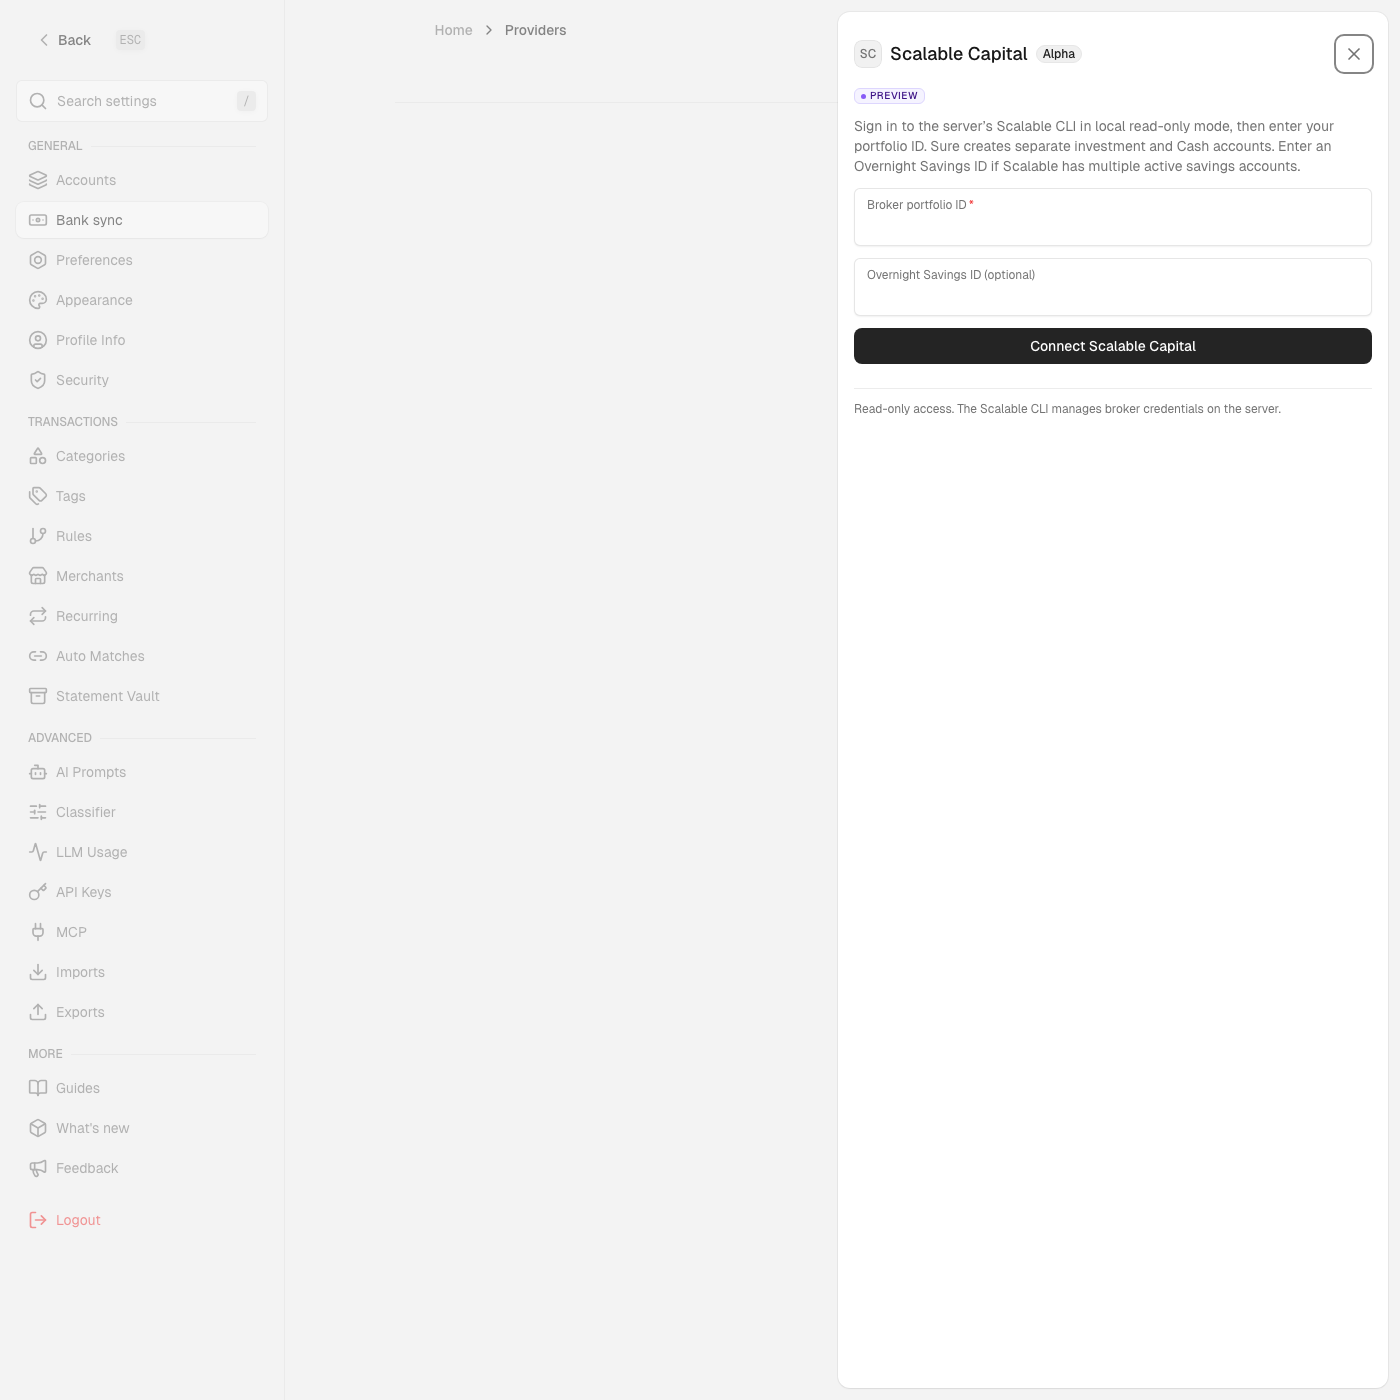 Back ESC
Search settings /
GENERAL
Accounts
Bank sync
Preferences
Appearance
Profile Info
Security
TRANSACTIONS
Categories
Tags
Rules
Merchants
Recurring
Auto Matches
Statement Vault
ADVANCED
AI Prompts
Classifier
LLM Usage
API Keys
MCP
Imports
Exports
MORE
Guides
What's new
Feedback
Logout
Home > Providers
SC Scalable Capital Alpha
PREVIEW
Sign in to the server's Scalable CLI in local read-only mode, then enter your
portfolio ID. Sure creates separate investment and Cash accounts. Enter an
Overnight Savings ID if Scalable has multiple active savings accounts.
Broker portfolio ID *
Overnight Savings ID (optional)
Connect Scalable Capital
Read-only access. The Scalable CLI manages broker credentials on the server.